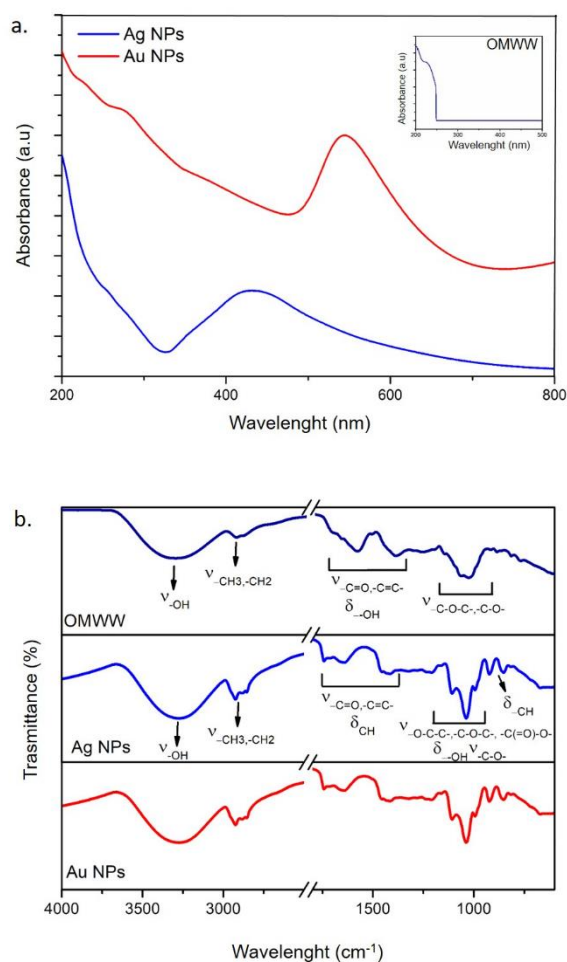 a.
Ag NPs
Au NPs
OMWW
Absorbance (a.u)
200 300 400 500
Wavelenght (nm)
Absorbance (a.u)
200 400 600 800
Wavelenght (nm)
b.
ν-OH
ν-CH3,-CH2
ν-C=O,-C=C-
δ-OH
ν-C-O-C-,-C-O-
OMWW
ν-OH
ν-CH3,-CH2
ν-C=O,-C=C-
δCH
δ-CH
ν-O-C-C-,-C-O-C-, -C(=O)-O-
δ-OH ν-C-O-
Ag NPs
Au NPs
Trasmittance (%)
4000 3000 1500 1000
Wavelenght (cm-1)